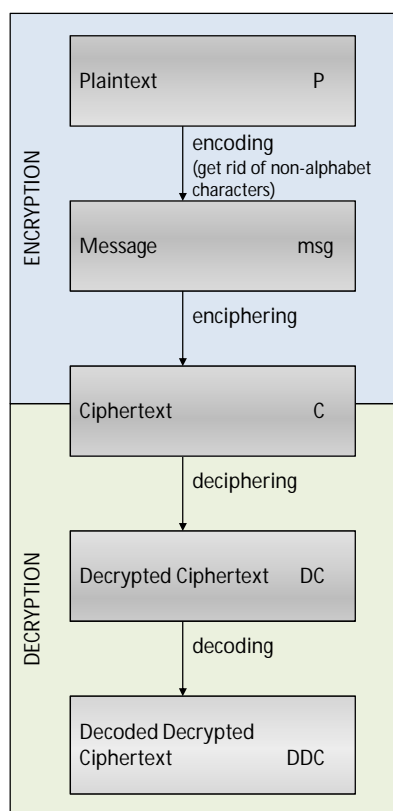 ENCRYPTION
Plaintext P
encoding
(get rid of non-alphabet
characters)
Message msg
enciphering
Ciphertext C
DECRYPTION
deciphering
Decrypted Ciphertext DC
decoding
Decoded Decrypted
Ciphertext DDC